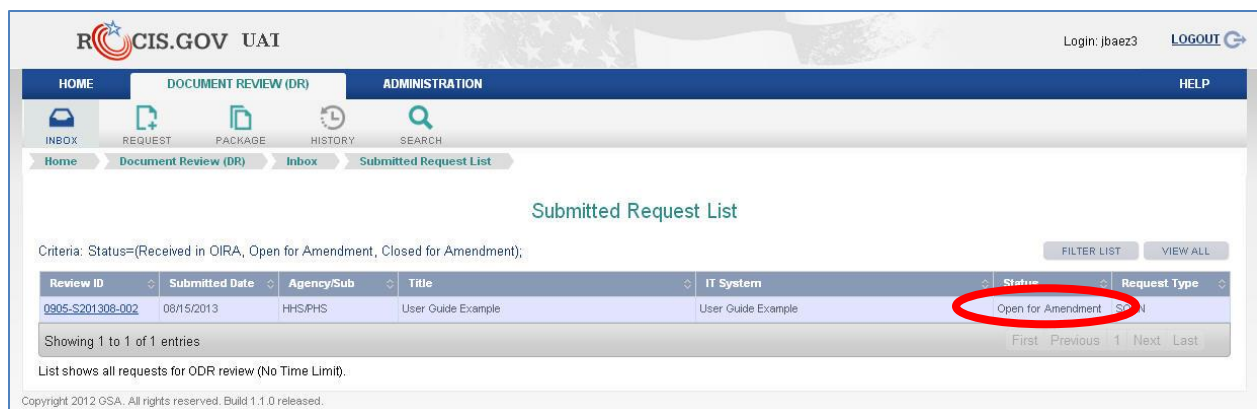 ROCIS.GOV UAT
Login: jbaez3
LOGOUT
HOME
DOCUMENT REVIEW (DR)
ADMINISTRATION
HELP
INBOX
REQUEST
PACKAGE
HISTORY
SEARCH
Home Document Review (DR) Inbox Submitted Request List
Submitted Request List
Criteria: Status=(Received in OIRA, Open for Amendment, Closed for Amendment);
FILTER LIST
VIEW ALL
Review ID Submitted Date Agency/Sub Title IT System Status Request Type
0905-S201308-002 08/15/2013 HHS/PHS User Guide Example User Guide Example Open for Amendment
Showing 1 to 1 of 1 entries
First Previous 1 Next Last
List shows all requests for ODR review (No Time Limit).
Copyright 2012 GSA. All rights reserved. Build 1.1.0 released.